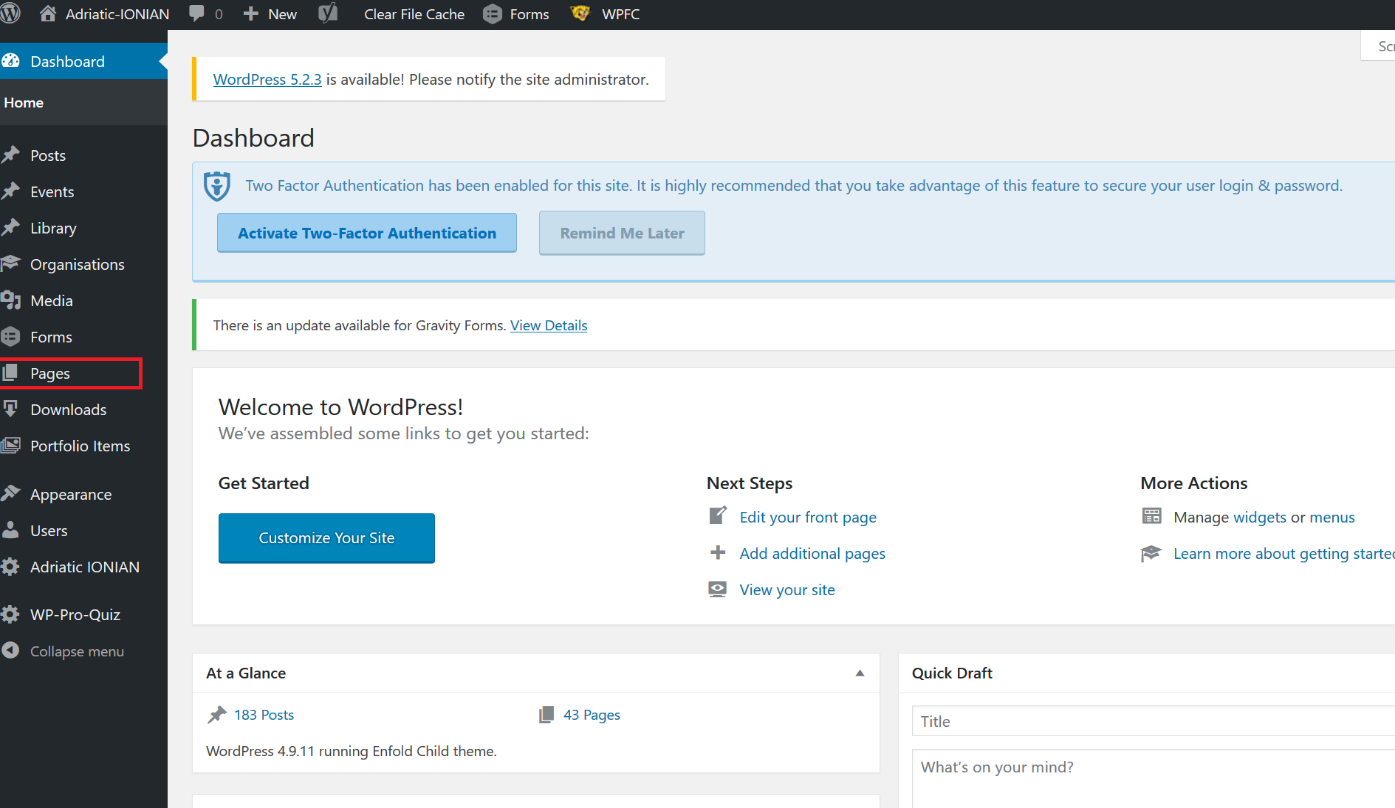 Adriatic-IONIAN 0 New Clear File Cache Forms WPFC
Dashboard
Home
Posts
Events
Library
Organisations
Media
Forms
Pages
Downloads
Portfolio Items
Appearance
Users
Adriatic IONIAN
WP-Pro-Quiz
Collapse menu
Scr
WordPress 5.2.3 is available! Please notify the site administrator.
Dashboard
Two Factor Authentication has been enabled for this site. It is highly recommended that you take advantage of this feature to secure your user login & password.
Activate Two-Factor Authentication Remind Me Later
There is an update available for Gravity Forms. View Details
Welcome to WordPress!
We've assembled some links to get you started:
Get Started
Customize Your Site
Next Steps
Edit your front page
Add additional pages
View your site
More Actions
Manage widgets or menus
Learn more about getting started
At a Glance
183 Posts 43 Pages
WordPress 4.9.11 running Enfold Child theme.
Quick Draft
Title
What's on your mind?